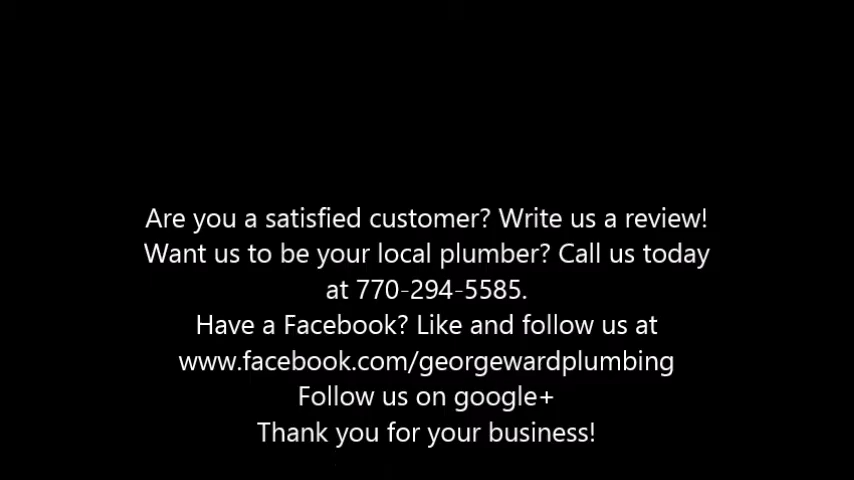 Are you a satisfied customer? Write us a review!
Want us to be your local plumber? Call us today
at 770-294-5585.
Have a Facebook? Like and follow us at
www.facebook.com/georgewardplumbing
Follow us on google+
Thank you for your business!